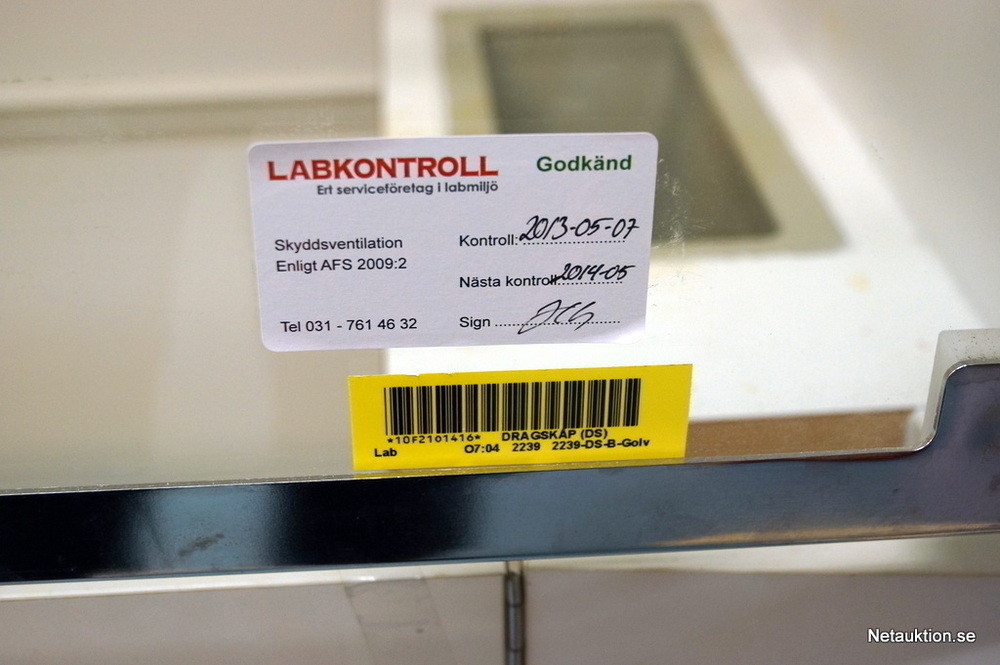 LABKONTROLL
Ert serviceföretag i labmiljö
Godkänd
Skyddsventilation
Enligt AFS 2009:2
Tel 031 - 761 46 32
Kontroll: 2013-05-07
Nästa kontroll 2014-05
Sign
*10F2101416* DRAGSKÅP (DS)
Lab O7:04 2239 2239-DS-B-Golv
Netauktion.se